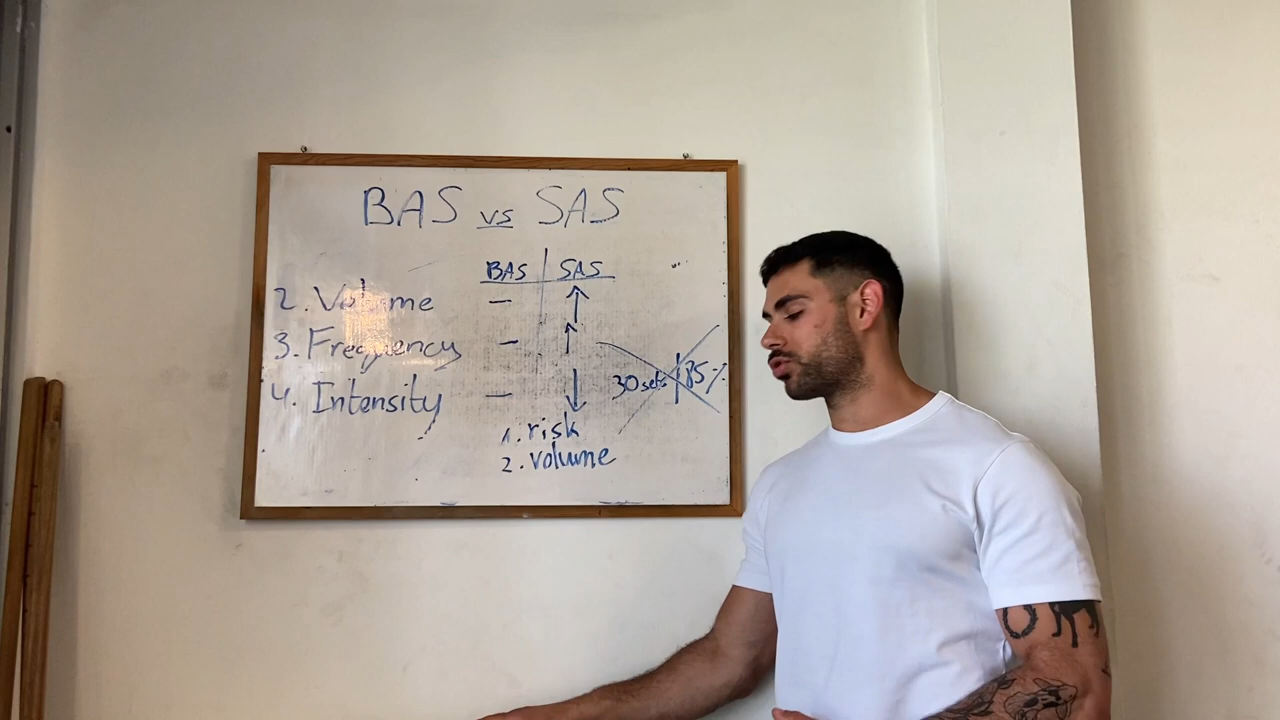 BAS vs SAS
BAS SAS
2. Volume — ↑
3. Frequency — ↑
4. Intensity — ↓
30 sets 85%
1. risk
2. volume